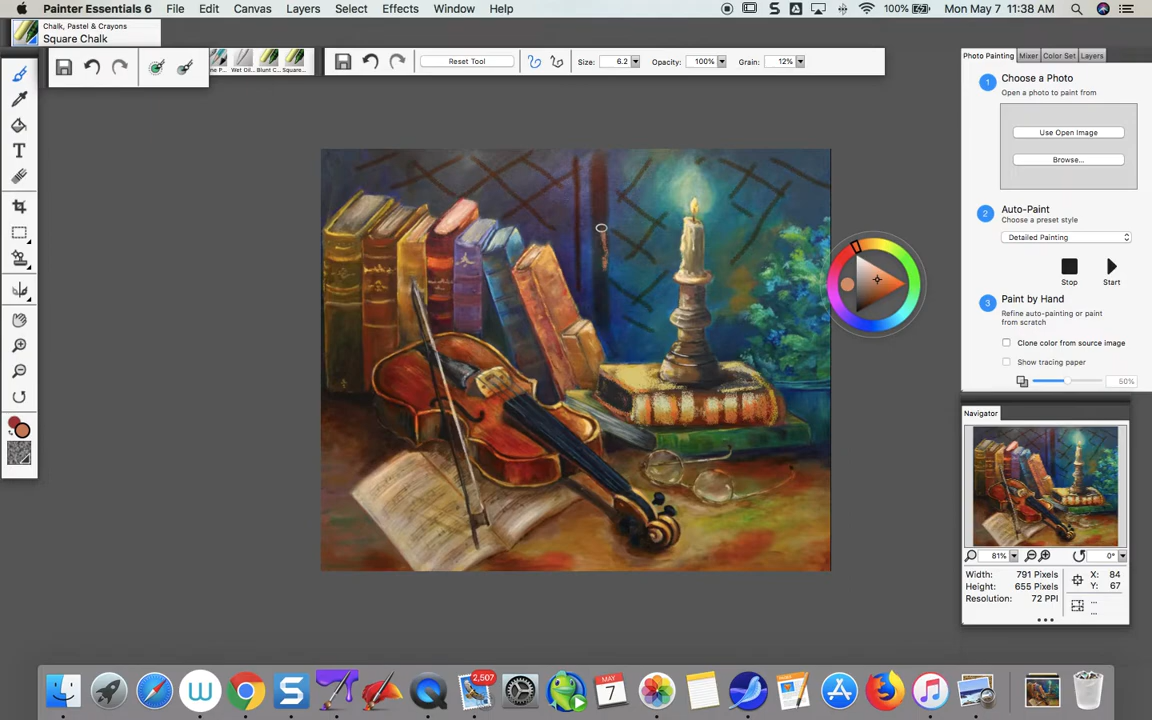 Painter Essentials 6 File Edit Canvas Layers Select Effects Window Help 100% Mon May 7 11:38 AM
Chalk, Pastel & Crayons
Square Chalk
Wet Oil... Blunt C... Square...
Reset Tool Size: 6.2 Opacity: 100% Grain: 12%
Photo Painting Mixer Color Set Layers
1 Choose a Photo
Open a photo to paint from
Use Open Image
Browse...
2 Auto-Paint
Choose a preset style
Detailed Painting
Stop Start
3 Paint by Hand
Refine auto-painting or paint
from scratch
Clone color from source image
Show tracing paper
50%
Navigator
81% 0°
Width: 791 Pixels X: 84
Height: 655 Pixels Y: 67
Resolution: 72 PPI
2,507
MAY
7